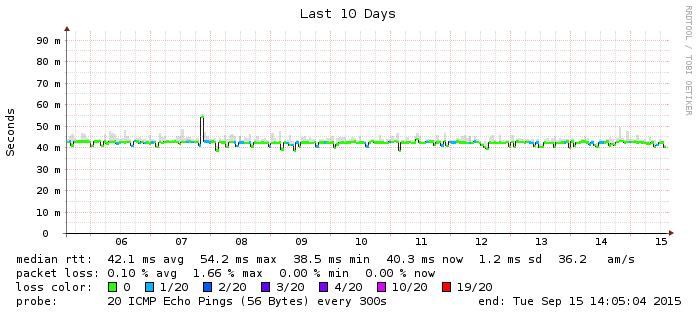 Last 10 Days
RRDTOOL / TOBI OETIKER
Seconds
90 m
80 m
70 m
60 m
50 m
40 m
30 m
20 m
10 m
0
06 07 08 09 10 11 12 13 14 15
median rtt: 42.1 ms avg 54.2 ms max 38.5 ms min 40.3 ms now 1.2 ms sd 36.2 am/s
packet loss: 0.10 % avg 1.66 % max 0.00 % min 0.00 % now
loss color: 0 1/20 2/20 3/20 4/20 10/20 19/20
probe: 20 ICMP Echo Pings (56 Bytes) every 300s end: Tue Sep 15 14:05:04 2015